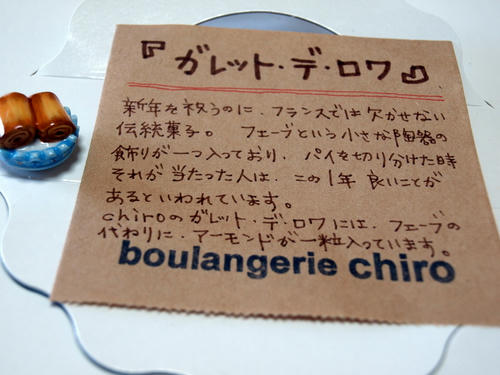 『ガレット・デ・ロワ』
新年を祝うのに、フランスでは欠かせない
伝統菓子。 フェーブという小さな陶器の
飾りが一つ入っており、パイを切り分けた時
それが当たった人は、この1年良いことが
あるといわれています。
chiroのガレット・デ・ロワには、フェーブの
代わりに、アーモンドが一粒入っています。
boulangerie chiro